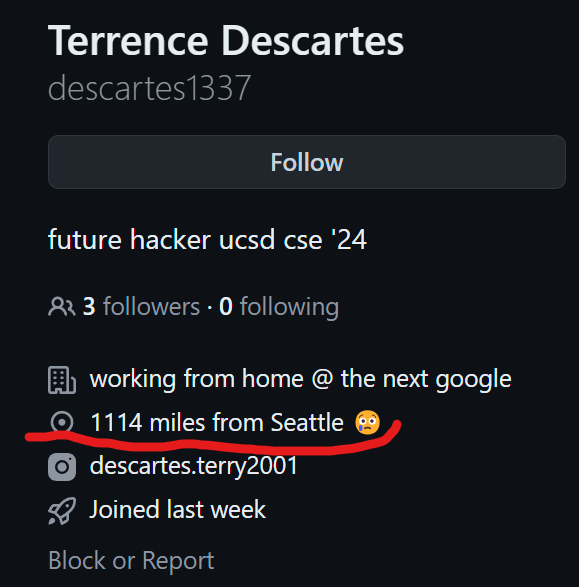 Terrence Descartes
descartes1337
Follow
future hacker ucsd cse '24
3 followers · 0 following
working from home @ the next google
1114 miles from Seattle 😢
descartes.terry2001
Joined last week
Block or Report